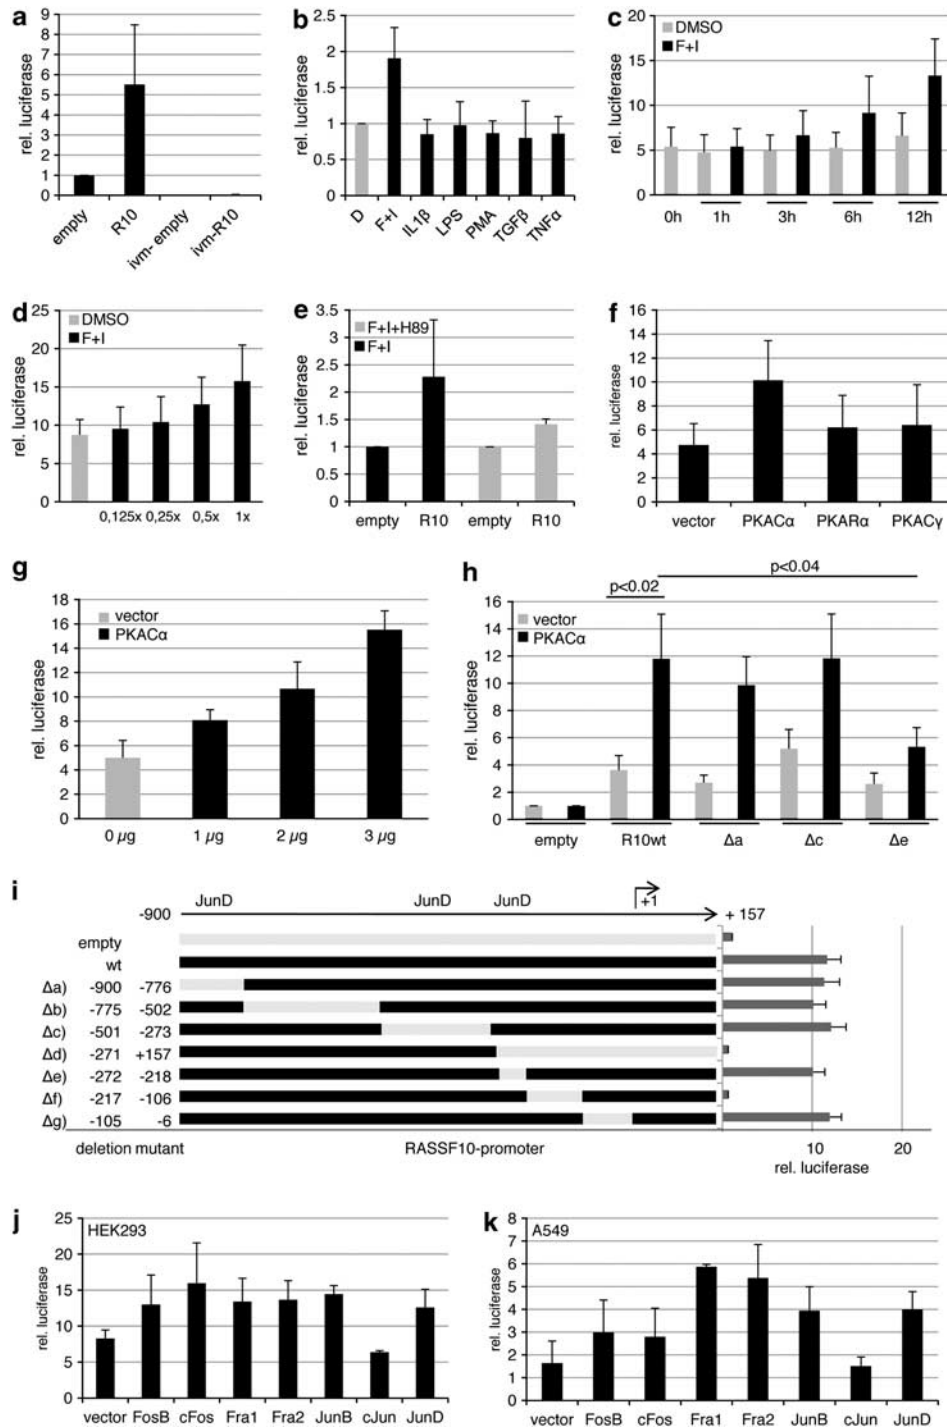 a
rel. luciferase
9
8
7
6
5
4
3
2
1
0
empty
R10
ivm- empty
ivm-R10
b
rel. luciferase
2.5
2
1.5
1
0.5
0
D
F+I
IL1β
LPS
PMA
TGFβ
TNFα
c
rel. luciferase
20
15
10
5
0
DMSO
F+I
0h 1h 3h 6h 12h
d
rel. luciferase
25
20
15
10
5
0
DMSO
F+I
0,125x 0,25x 0,5x 1x
e
rel. luciferase
3.5
3
2.5
2
1.5
1
0.5
0
F+I+H89
F+I
empty R10 empty R10
f
rel. luciferase
16
14
12
10
8
6
4
2
0
vector PKACα PKARα PKACγ
g
rel. luciferase
18
16
14
12
10
8
6
4
2
0
vector
PKACα
0 µg 1 µg 2 µg 3 µg
h
p<0.04
p<0.02
rel. luciferase
16
14
12
10
8
6
4
2
0
vector
PKACα
empty R10wt Δa Δc Δe
i
JunD JunD JunD +1
-900 + 157
empty
wt
Δa) -900 -776
Δb) -775 -502
Δc) -501 -273
Δd) -271 +157
Δe) -272 -218
Δf) -217 -106
Δg) -105 -6
deletion mutant RASSF10-promoter 10 20
rel. luciferase
j
HEK293
rel. luciferase
25
20
15
10
5
0
vector FosB cFos Fra1 Fra2 JunB cJun JunD
k
A549
rel. luciferase
8
7
6
5
4
3
2
1
0
vector FosB cFos Fra1 Fra2 JunB cJun JunD